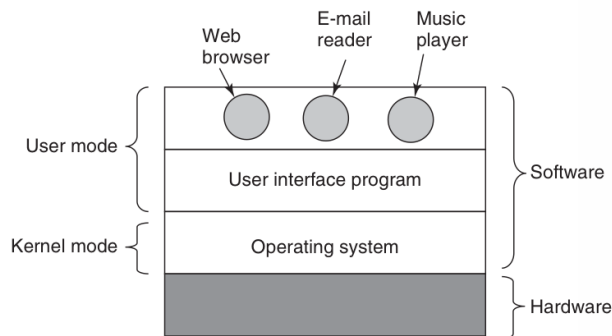 Web
browser
E-mail
reader
Music
player
User mode
User interface program
Software
Kernel mode
Operating system
Hardware